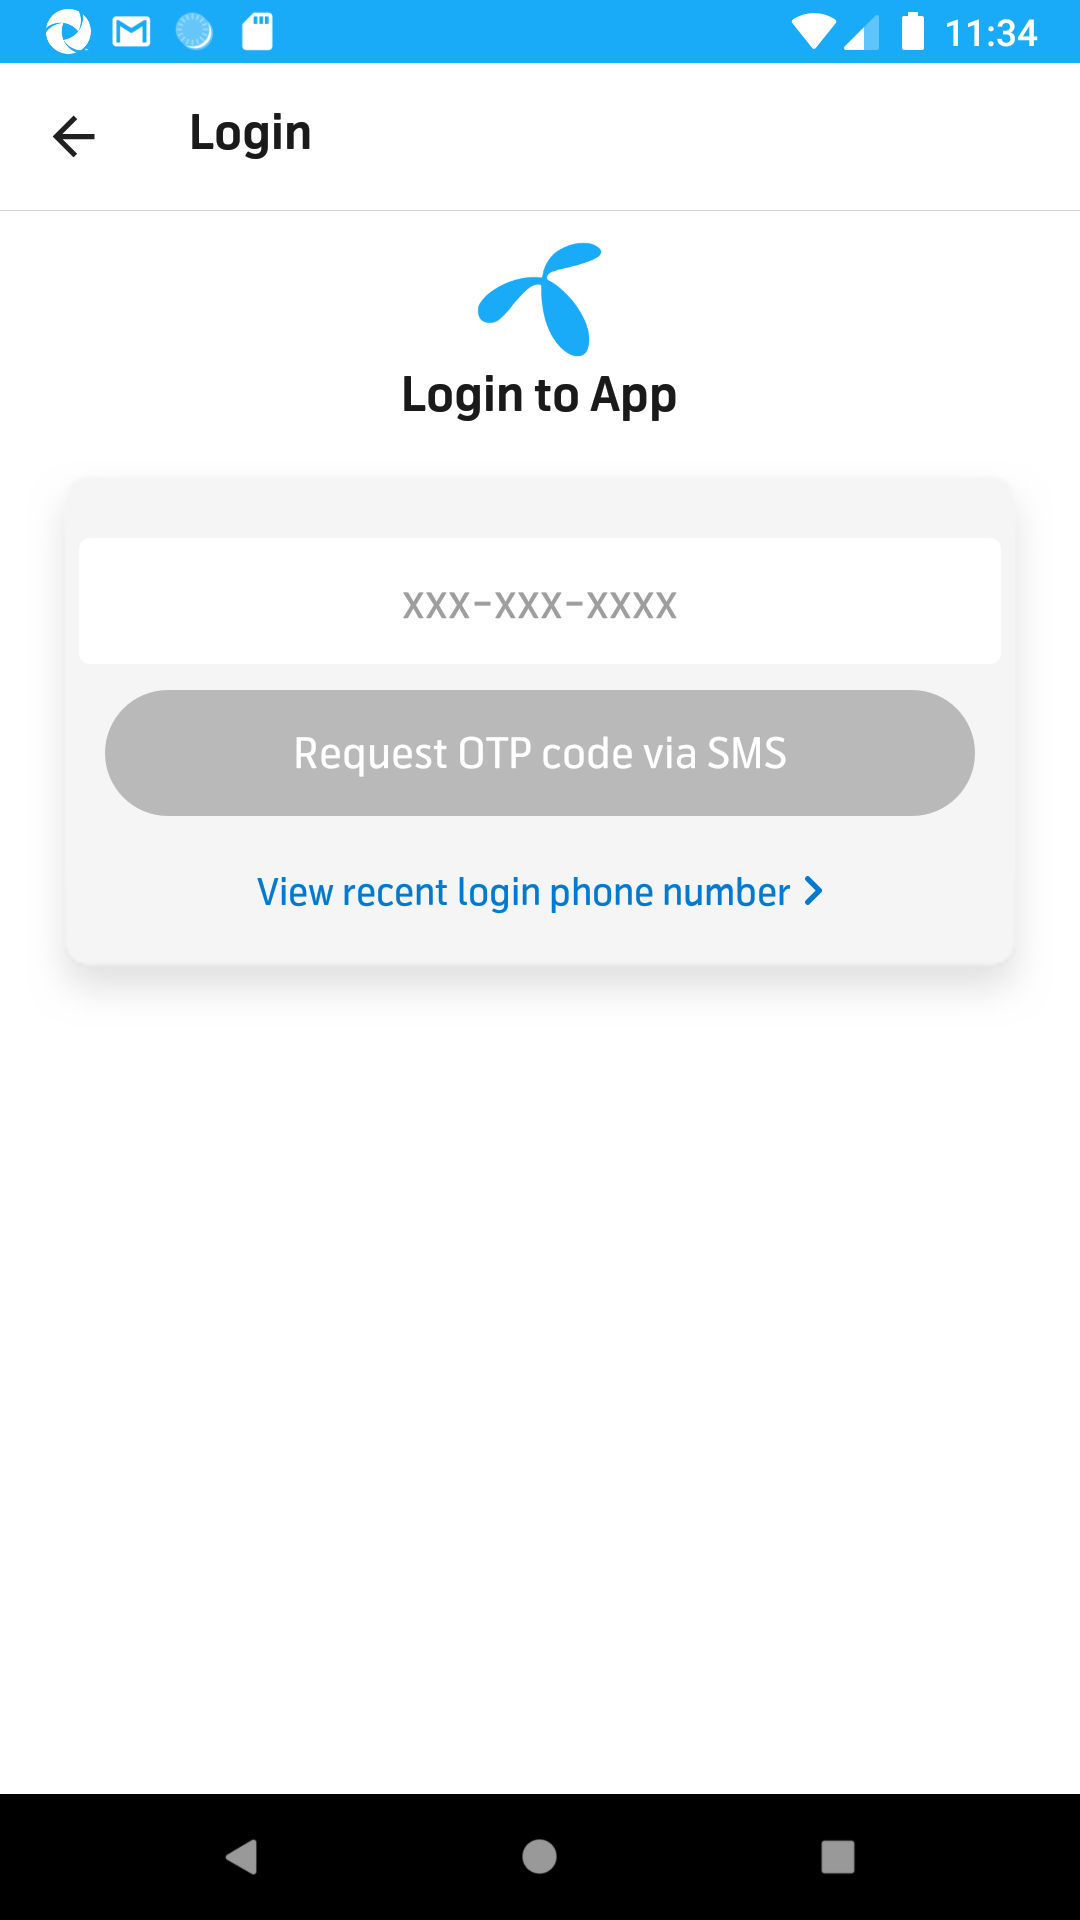 11:34
Login
Login to App
xxx-xxx-xxxx
Request OTP code via SMS
View recent login phone number